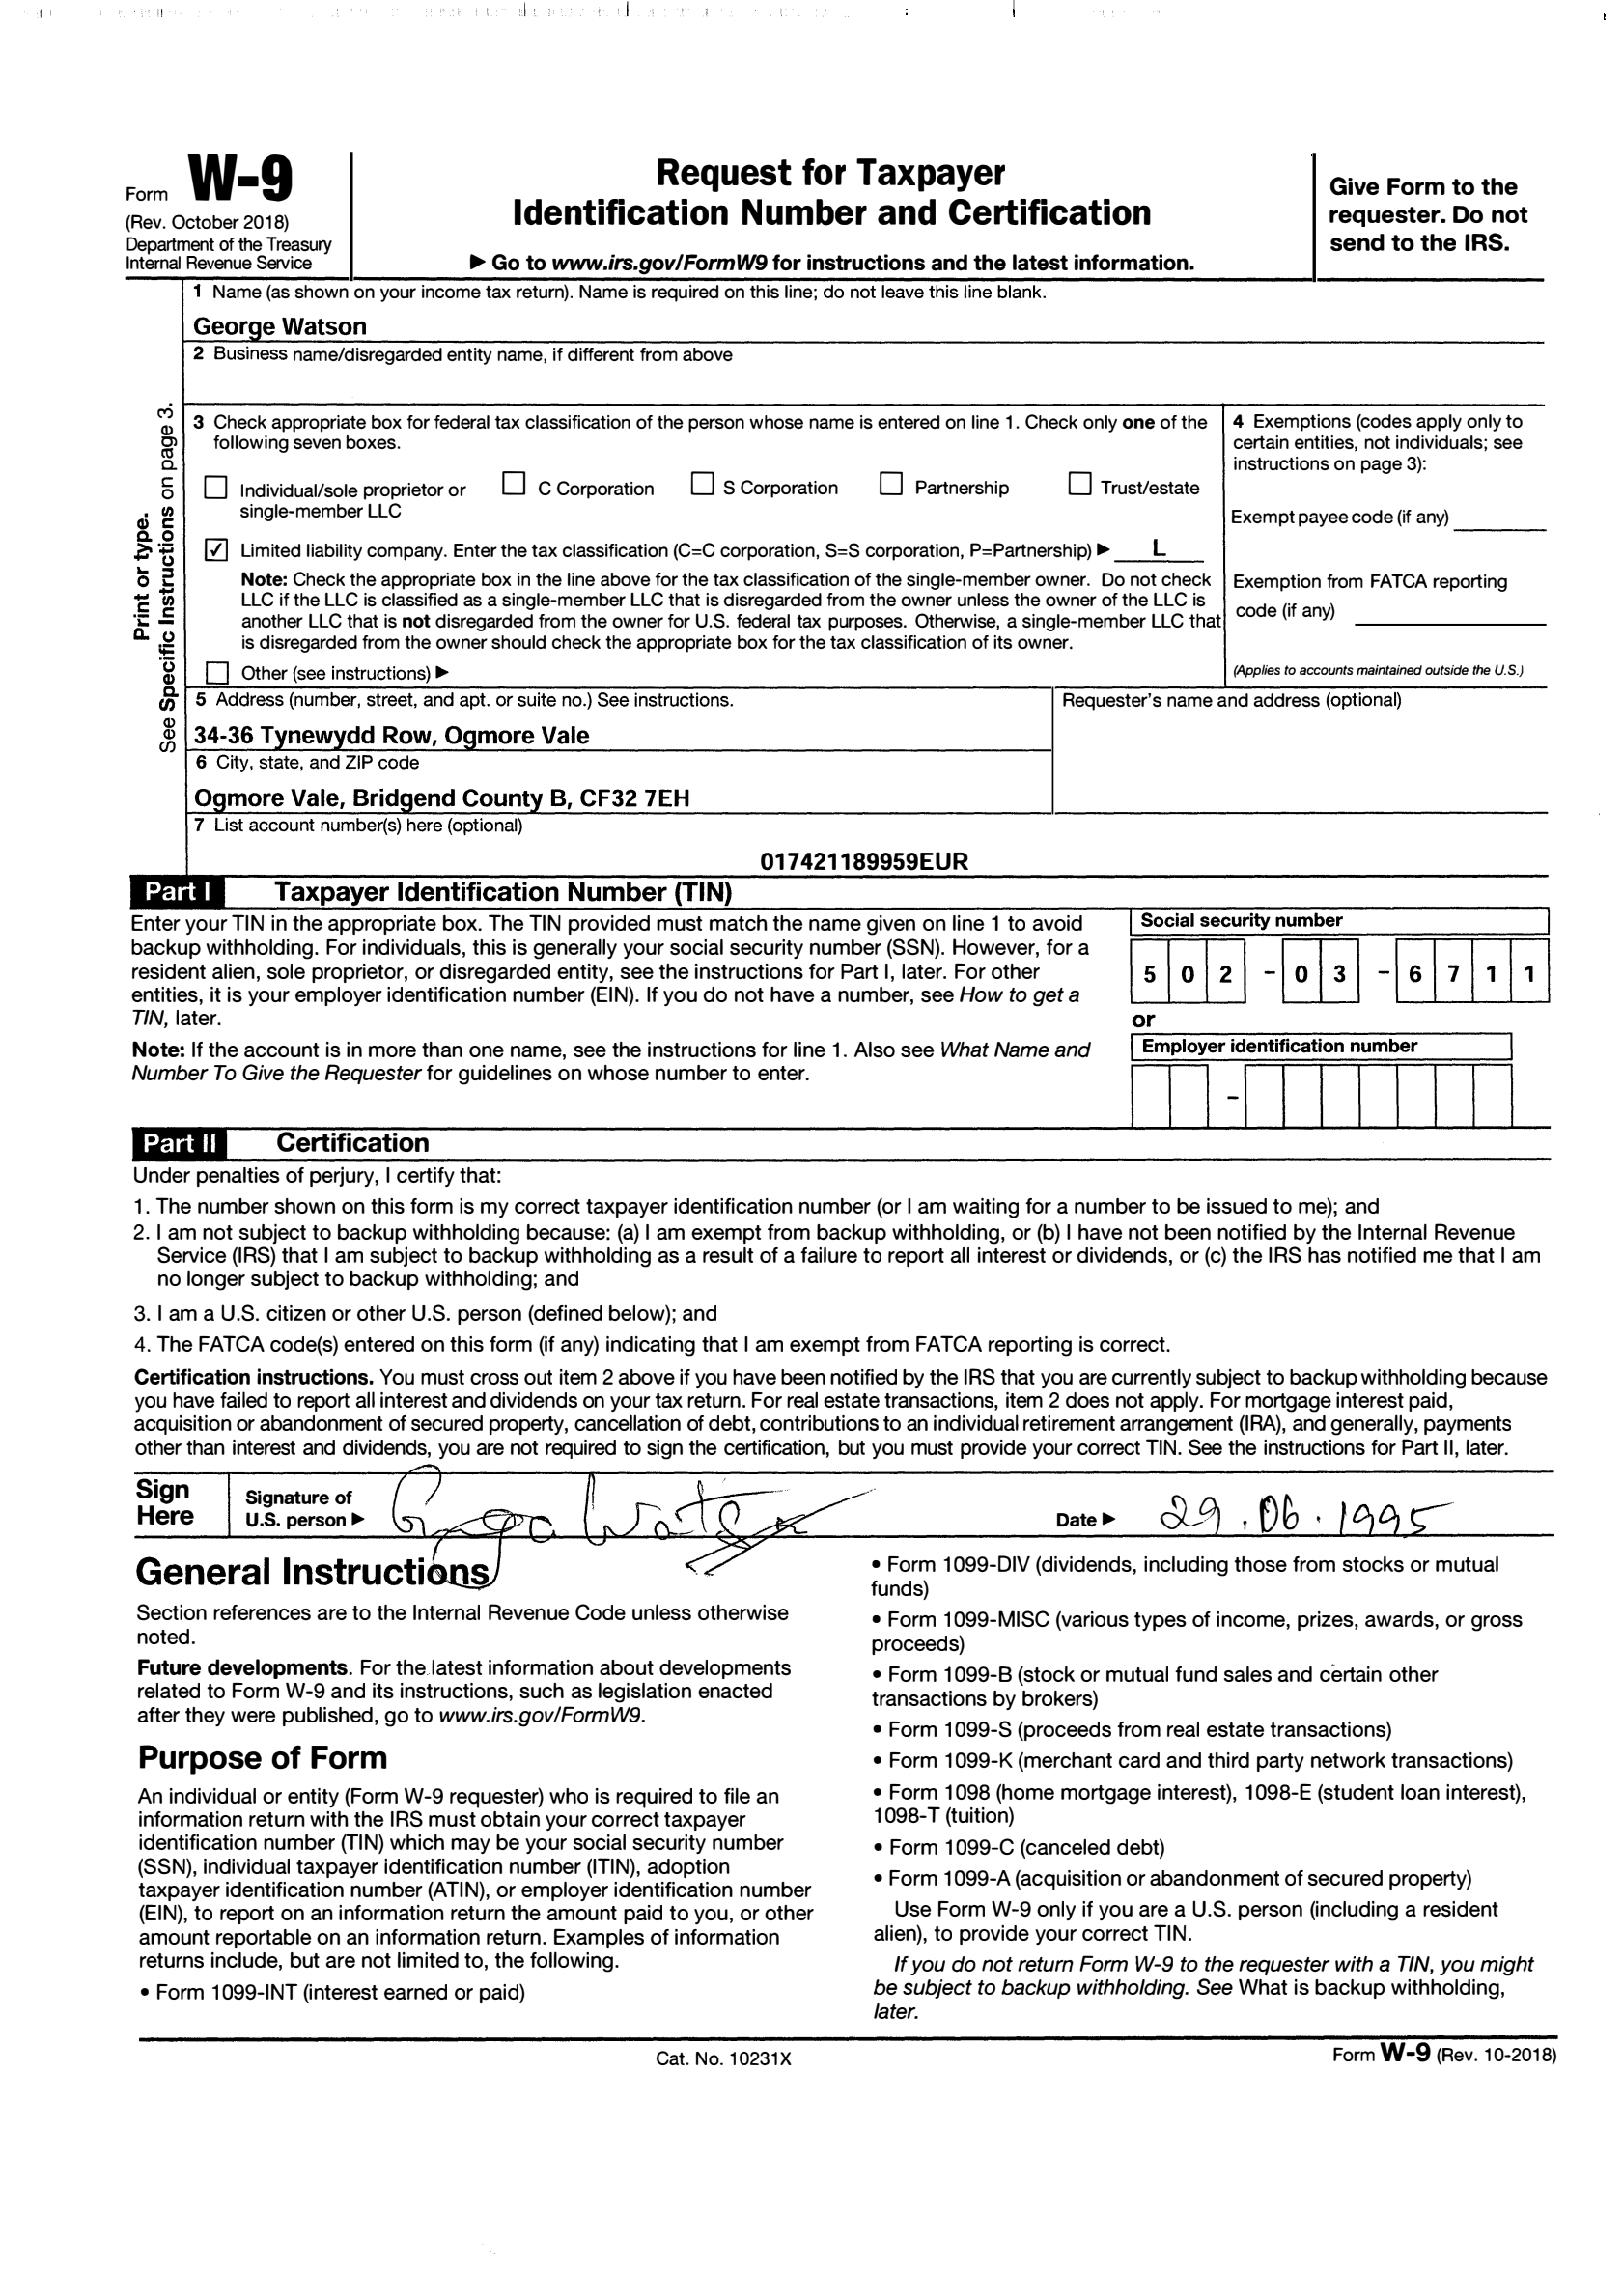 Form W-9
(Rev. October 2018)
Department of the Treasury
Internal Revenue Service
Request for Taxpayer
Identification Number and Certification
▶ Go to www.irs.gov/FormW9 for instructions and the latest information.
Give Form to the
requester. Do not
send to the IRS.
Print or type.
See Specific Instructions on page 3.
1 Name (as shown on your income tax return). Name is required on this line; do not leave this line blank.
George Watson
2 Business name/disregarded entity name, if different from above
3 Check appropriate box for federal tax classification of the person whose name is entered on line 1. Check only one of the
following seven boxes.
☐ Individual/sole proprietor or ☐ C Corporation ☐ S Corporation ☐ Partnership ☐ Trust/estate
single-member LLC
☑ Limited liability company. Enter the tax classification (C=C corporation, S=S corporation, P=Partnership) ▶ L
Note: Check the appropriate box in the line above for the tax classification of the single-member owner. Do not check
LLC if the LLC is classified as a single-member LLC that is disregarded from the owner unless the owner of the LLC is
another LLC that is not disregarded from the owner for U.S. federal tax purposes. Otherwise, a single-member LLC that
is disregarded from the owner should check the appropriate box for the tax classification of its owner.
☐ Other (see instructions) ▶
4 Exemptions (codes apply only to
certain entities, not individuals; see
instructions on page 3):
Exempt payee code (if any)
Exemption from FATCA reporting
code (if any)
(Applies to accounts maintained outside the U.S.)
5 Address (number, street, and apt. or suite no.) See instructions.
34-36 Tynewydd Row, Ogmore Vale
6 City, state, and ZIP code
Ogmore Vale, Bridgend County B, CF32 7EH
Requester's name and address (optional)
7 List account number(s) here (optional)
017421189959EUR
Part I Taxpayer Identification Number (TIN)
Enter your TIN in the appropriate box. The TIN provided must match the name given on line 1 to avoid
backup withholding. For individuals, this is generally your social security number (SSN). However, for a
resident alien, sole proprietor, or disregarded entity, see the instructions for Part I, later. For other
entities, it is your employer identification number (EIN). If you do not have a number, see How to get a
TIN, later.
Note: If the account is in more than one name, see the instructions for line 1. Also see What Name and
Number To Give the Requester for guidelines on whose number to enter.
Social security number
502-03-6711
or
Employer identification number
-
Part II Certification
Under penalties of perjury, I certify that:
1. The number shown on this form is my correct taxpayer identification number (or I am waiting for a number to be issued to me); and
2. I am not subject to backup withholding because: (a) I am exempt from backup withholding, or (b) I have not been notified by the Internal Revenue
Service (IRS) that I am subject to backup withholding as a result of a failure to report all interest or dividends, or (c) the IRS has notified me that I am
no longer subject to backup withholding; and
3. I am a U.S. citizen or other U.S. person (defined below); and
4. The FATCA code(s) entered on this form (if any) indicating that I am exempt from FATCA reporting is correct.
Certification instructions. You must cross out item 2 above if you have been notified by the IRS that you are currently subject to backup withholding because
you have failed to report all interest and dividends on your tax return. For real estate transactions, item 2 does not apply. For mortgage interest paid,
acquisition or abandonment of secured property, cancellation of debt, contributions to an individual retirement arrangement (IRA), and generally, payments
other than interest and dividends, you are not required to sign the certification, but you must provide your correct TIN. See the instructions for Part II, later.
Sign
Here
Signature of
U.S. person ▶
Date ▶ 29.06.1995
General Instructions
Section references are to the Internal Revenue Code unless otherwise
noted.
Future developments. For the latest information about developments
related to Form W-9 and its instructions, such as legislation enacted
after they were published, go to www.irs.gov/FormW9.
Purpose of Form
An individual or entity (Form W-9 requester) who is required to file an
information return with the IRS must obtain your correct taxpayer
identification number (TIN) which may be your social security number
(SSN), individual taxpayer identification number (ITIN), adoption
taxpayer identification number (ATIN), or employer identification number
(EIN), to report on an information return the amount paid to you, or other
amount reportable on an information return. Examples of information
returns include, but are not limited to, the following.
• Form 1099-INT (interest earned or paid)
• Form 1099-DIV (dividends, including those from stocks or mutual
funds)
• Form 1099-MISC (various types of income, prizes, awards, or gross
proceeds)
• Form 1099-B (stock or mutual fund sales and certain other
transactions by brokers)
• Form 1099-S (proceeds from real estate transactions)
• Form 1099-K (merchant card and third party network transactions)
• Form 1098 (home mortgage interest), 1098-E (student loan interest),
1098-T (tuition)
• Form 1099-C (canceled debt)
• Form 1099-A (acquisition or abandonment of secured property)
Use Form W-9 only if you are a U.S. person (including a resident
alien), to provide your correct TIN.
If you do not return Form W-9 to the requester with a TIN, you might
be subject to backup withholding. See What is backup withholding,
later.
Cat. No. 10231X
Form W-9 (Rev. 10-2018)